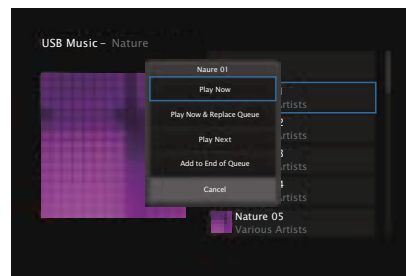 USB Music – Nature
Naure 01
Play Now
Play Now & Replace Queue
Play Next
Add to End of Queue
Cancel
Artists
2
Artists
3
Artists
4
Artists
Nature 05
Various Artists